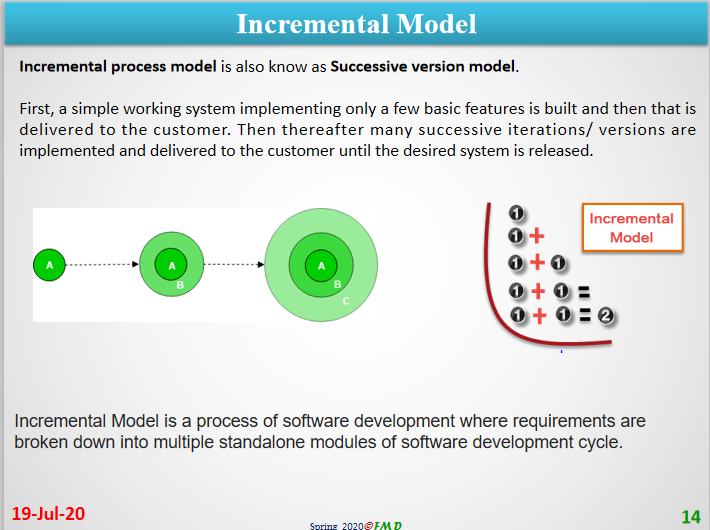 Incremental Model
Incremental process model is also know as Successive version model.
First, a simple working system implementing only a few basic features is built and then that is
delivered to the customer. Then thereafter many successive iterations/ versions are
implemented and delivered to the customer until the desired system is released.
A
A
B
A
B
C
1
1 +
1 + 1
1 + 1 =
1 + 1 = 2
Incremental
Model
Incremental Model is a process of software development where requirements are
broken down into multiple standalone modules of software development cycle.
19-Jul-20
Spring 2020@FMD
14